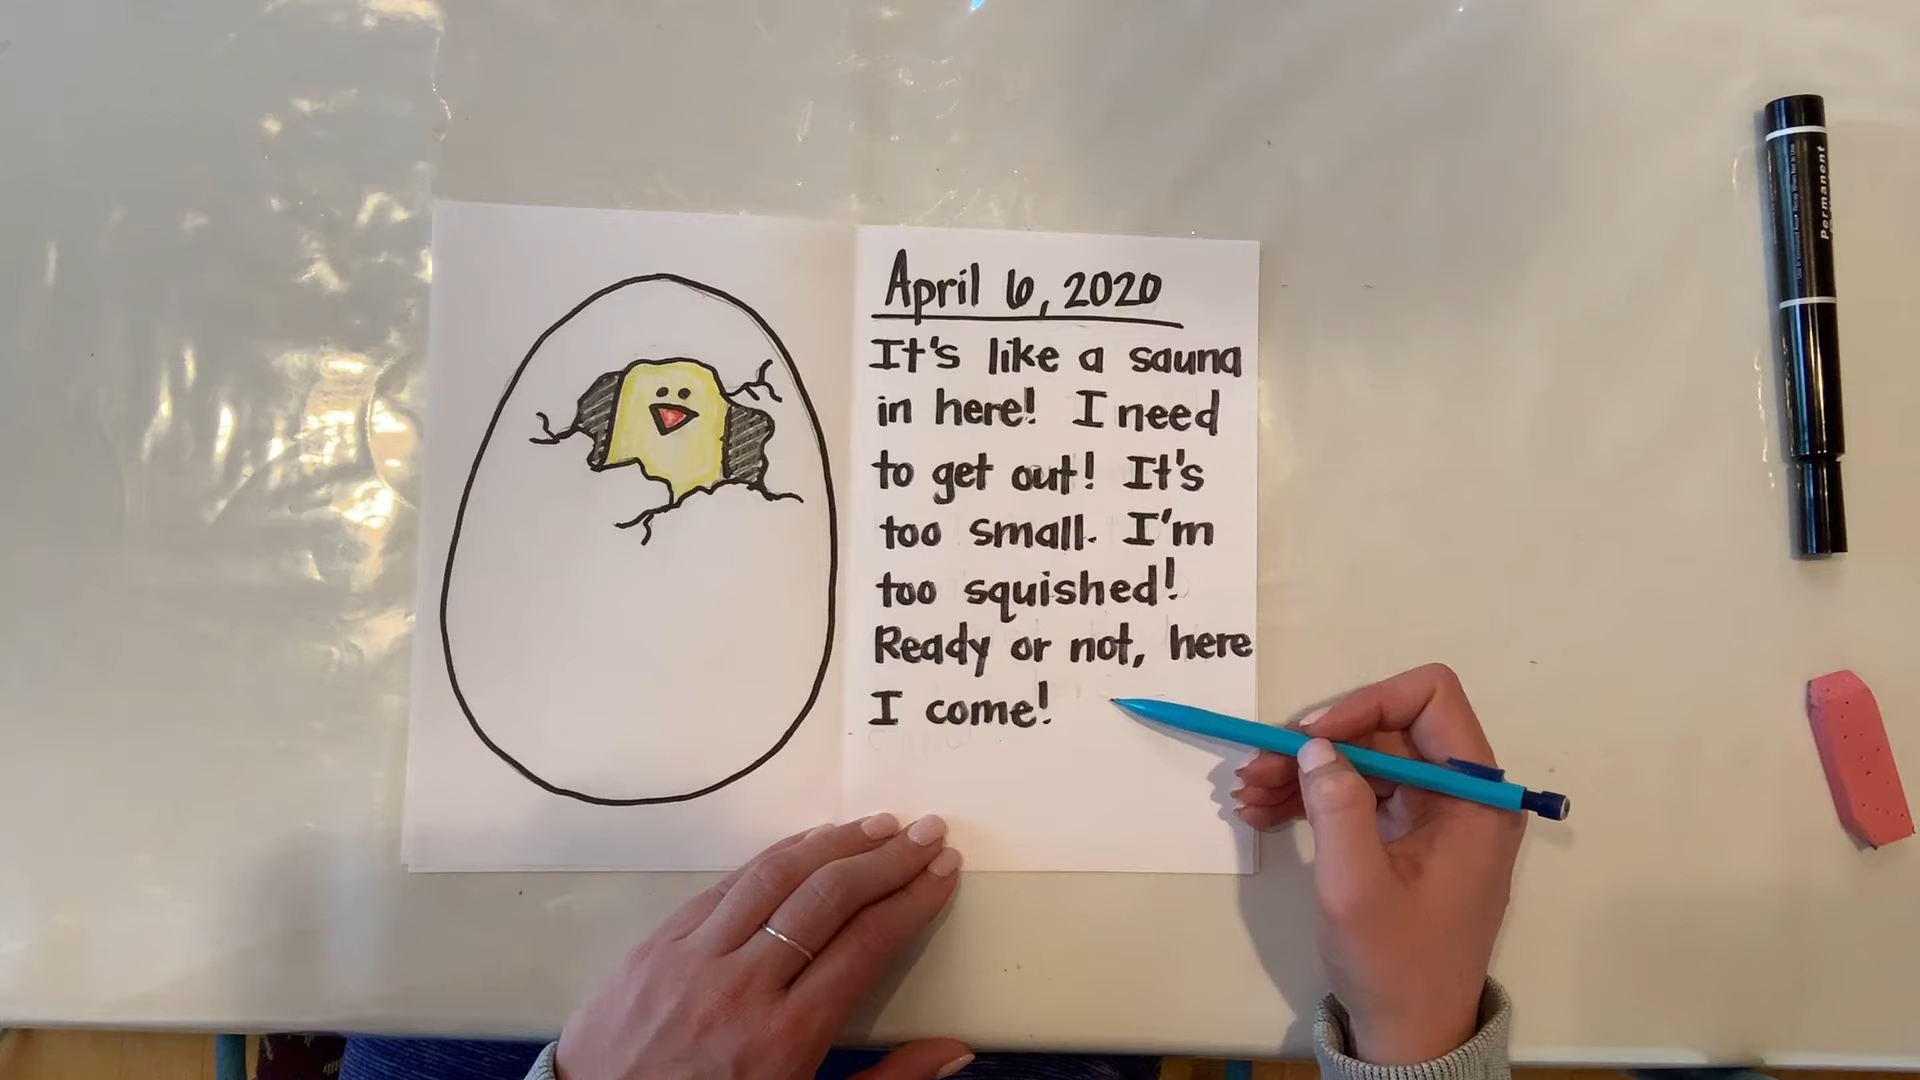 April 6, 2020
It's like a sauna
in here! I need
to get out! It's
too small. I'm
too squished!
Ready or not, here
I come!
Permanent